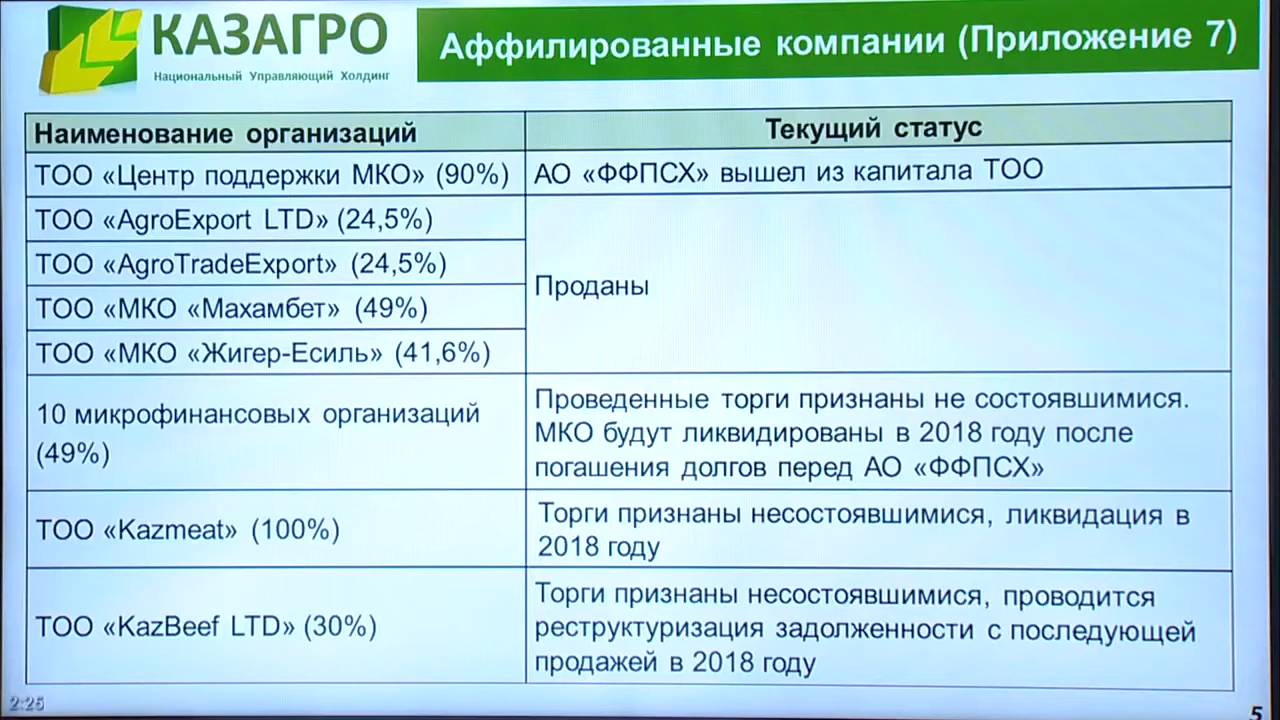 КАЗАГРО
Национальный Управляющий Холдинг
Аффилированные компании (Приложение 7)
Наименование организаций
Текущий статус
ТОО «Центр поддержки МКО» (90%)
АО «ФФПСХ» вышел из капитала ТОО
ТОО «AgroExport LTD» (24,5%)
ТОО «AgroTradeExport» (24,5%)
ТОО «МКО «Махамбет» (49%)
ТОО «МКО «Жигер-Есиль» (41,6%)
Проданы
10 микрофинансовых организаций
(49%)
Проведенные торги признаны не состоявшимися.
МКО будут ликвидированы в 2018 году после
погашения долгов перед АО «ФФПСХ»
ТОО «Kazmeat» (100%)
Торги признаны несостоявшимися, ликвидация в
2018 году
ТОО «KazBeef LTD» (30%)
Торги признаны несостоявшимися, проводится
реструктуризация задолженности с последующей
продажей в 2018 году
2:25
5